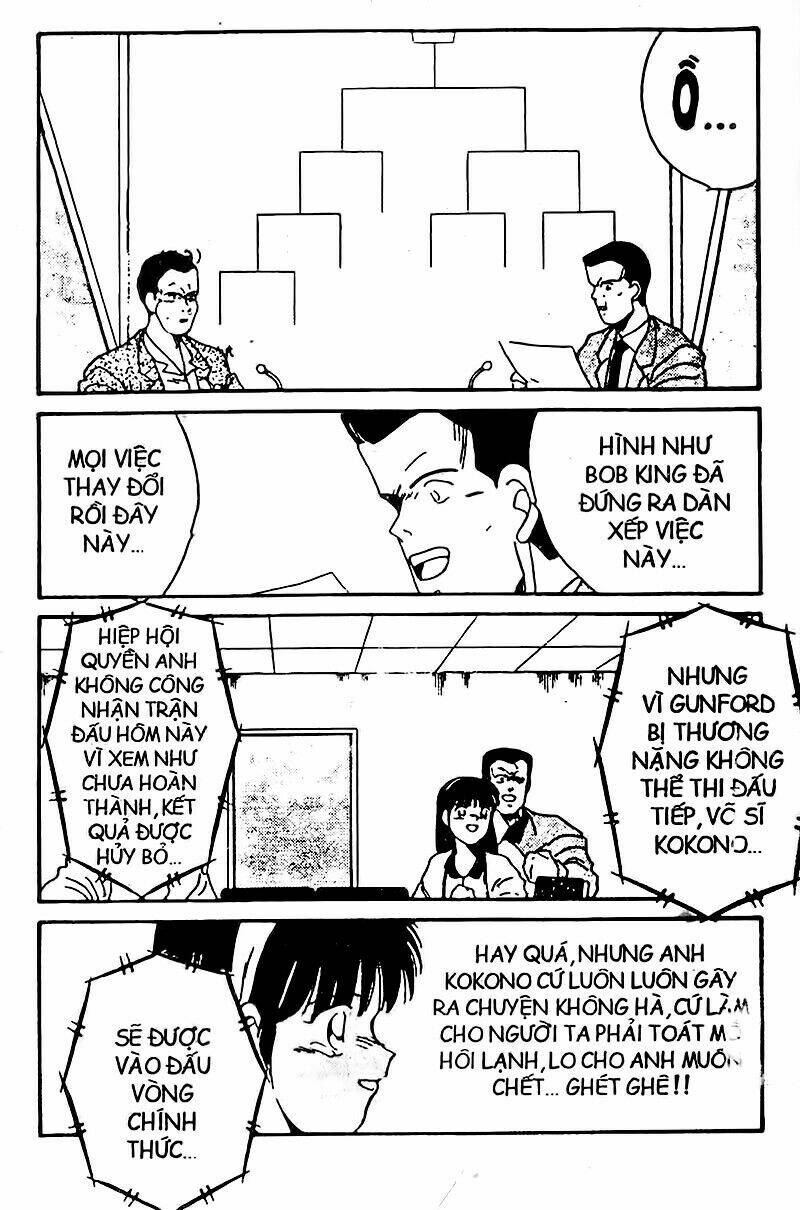 Ồ...
HÌNH NHƯ
BOB KING ĐÃ
ĐỨNG RA DÀN
XẾP VIỆC
NÀY...
MỌI VIỆC
THAY ĐỔI
RỒI ĐÂY
NÀY...
NHƯNG
VÌ GUNFORD
BỊ THƯƠNG
NẶNG KHÔNG
THỂ THI ĐẤU
TIẾP, VÕ SĨ
KOKONO...
HIỆP HỘI
QUYỀN ANH
KHÔNG CÔNG
NHẬN TRẬN
ĐẤU HÔM NÀY
VÌ XEM NHƯ
CHƯA HOÀN
THÀNH, KẾT
QUẢ ĐƯỢC
HỦY BỎ...
HAY QUÁ, NHƯNG ANH
KOKONO CỨ LUÔN LUÔN GÂY
RA CHUYỆN KHÔNG HÀ, CỨ LÀM
CHO NGƯỜI TA PHẢI TOÁT MỒ
HÔI LẠNH, LO CHO ANH MUỐN
CHẾT... GHÉT GHÊ!!
SẼ ĐƯỢC
VÀO ĐẤU
VÒNG
CHÍNH
THỨC...